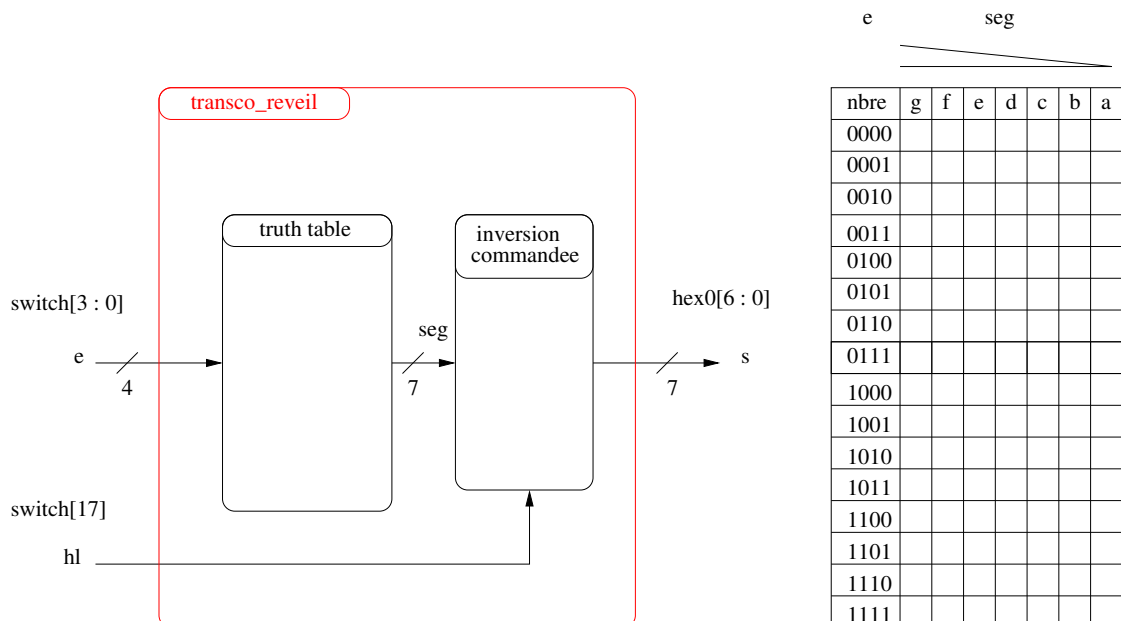 e seg
transco_reveil
truth table
inversion
commandee
switch[3 : 0]
e
4
seg
7
hex0[6 : 0]
s
7
switch[17]
hl
nbre g f e d c b a
0000
0001
0010
0011
0100
0101
0110
0111
1000
1001
1010
1011
1100
1101
1110
1111